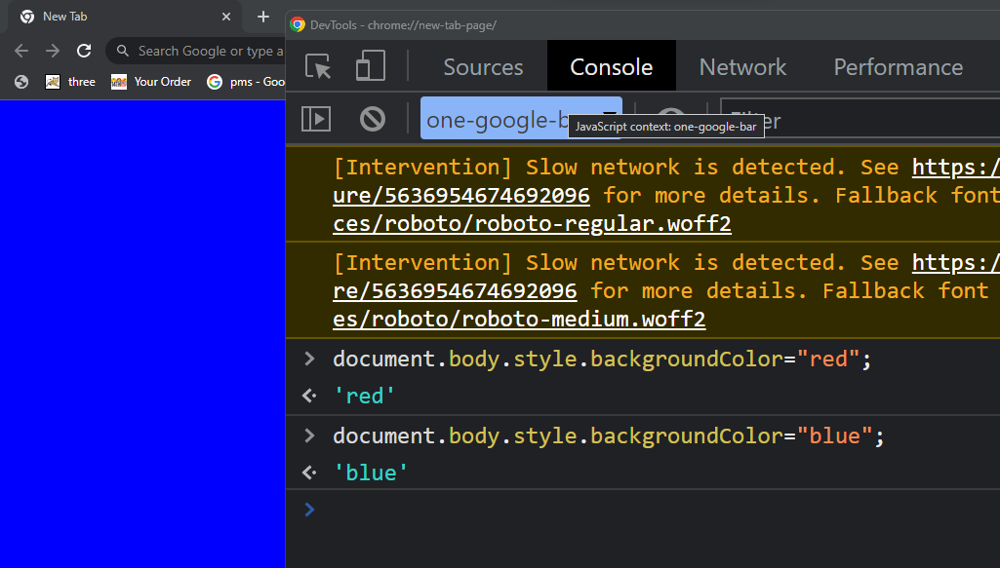 New Tab
DevTools - chrome://new-tab-page/
Search Google or type a
three
Your Order
pms - Goo
Sources
Console
Network
Performance
one-google-b
JavaScript context: one-google-bar
[Intervention] Slow network is detected. See https:/
ure/5636954674692096 for more details. Fallback font
ces/roboto/roboto-regular.woff2
[Intervention] Slow network is detected. See https:/
re/5636954674692096 for more details. Fallback font
es/roboto/roboto-medium.woff2
document.body.style.backgroundColor="red";
'red'
document.body.style.backgroundColor="blue";
'blue'